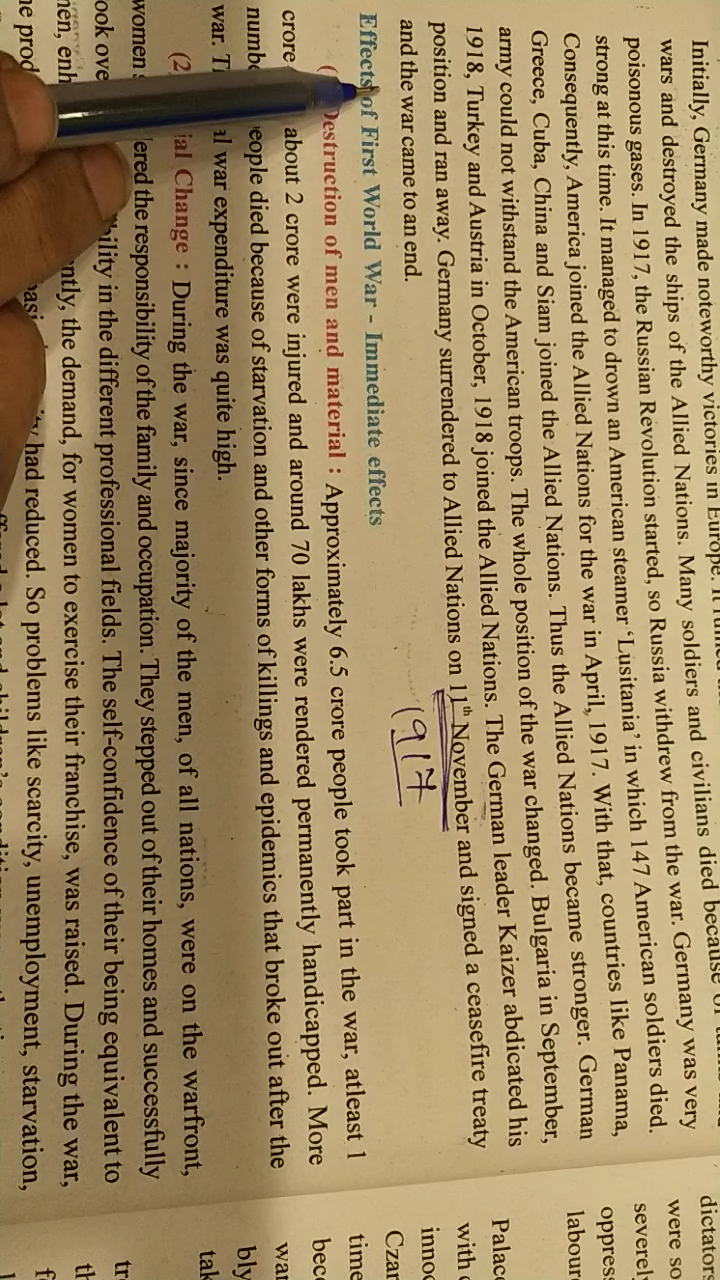 Initially, Germany made noteworthy victories in Europe. It
wars and destroyed the ships of the Allied Nations. Many soldiers and civilians died because of
poisonous gases. In 1917, the Russian Revolution started, so Russia withdrew from the war. Germany was very
strong at this time. It managed to drown an American steamer 'Lusitania' in which 147 American soldiers died.
Consequently, America joined the Allied Nations for the war in April, 1917. With that, countries like Panama,
Greece, Cuba, China and Siam joined the Allied Nations. Thus the Allied Nations became stronger. German
army could not withstand the American troops. The whole position of the war changed. Bulgaria in September,
1918, Turkey and Austria in October, 1918 joined the Allied Nations. The German leader Kaizer abdicated his
position and ran away. Germany surrendered to Allied Nations on 11th November and signed a ceasefire treaty
and the war came to an end.
1917
Effects of First World War - Immediate effects
Destruction of men and material : Approximately 6.5 crore people took part in the war, atleast 1
crore about 2 crore were injured and around 70 lakhs were rendered permanently handicapped. More
people died because of starvation and other forms of killings and epidemics that broke out after the
war. war expenditure was quite high.
(2 ial Change : During the war, since majority of the men, of all nations, were on the warfront,
women ered the responsibility of the family and occupation. They stepped out of their homes and successfully
ook over ility in the different professional fields. The self-confidence of their being equivalent to
men, enh ntly, the demand, for women to exercise their franchise, was raised. During the war,
he prod had reduced. So problems like scarcity, unemployment, starvation,
dictator
were so
severel
oppress
labour
Palace
with
inno
Czar
time
beca
war
bly
tak